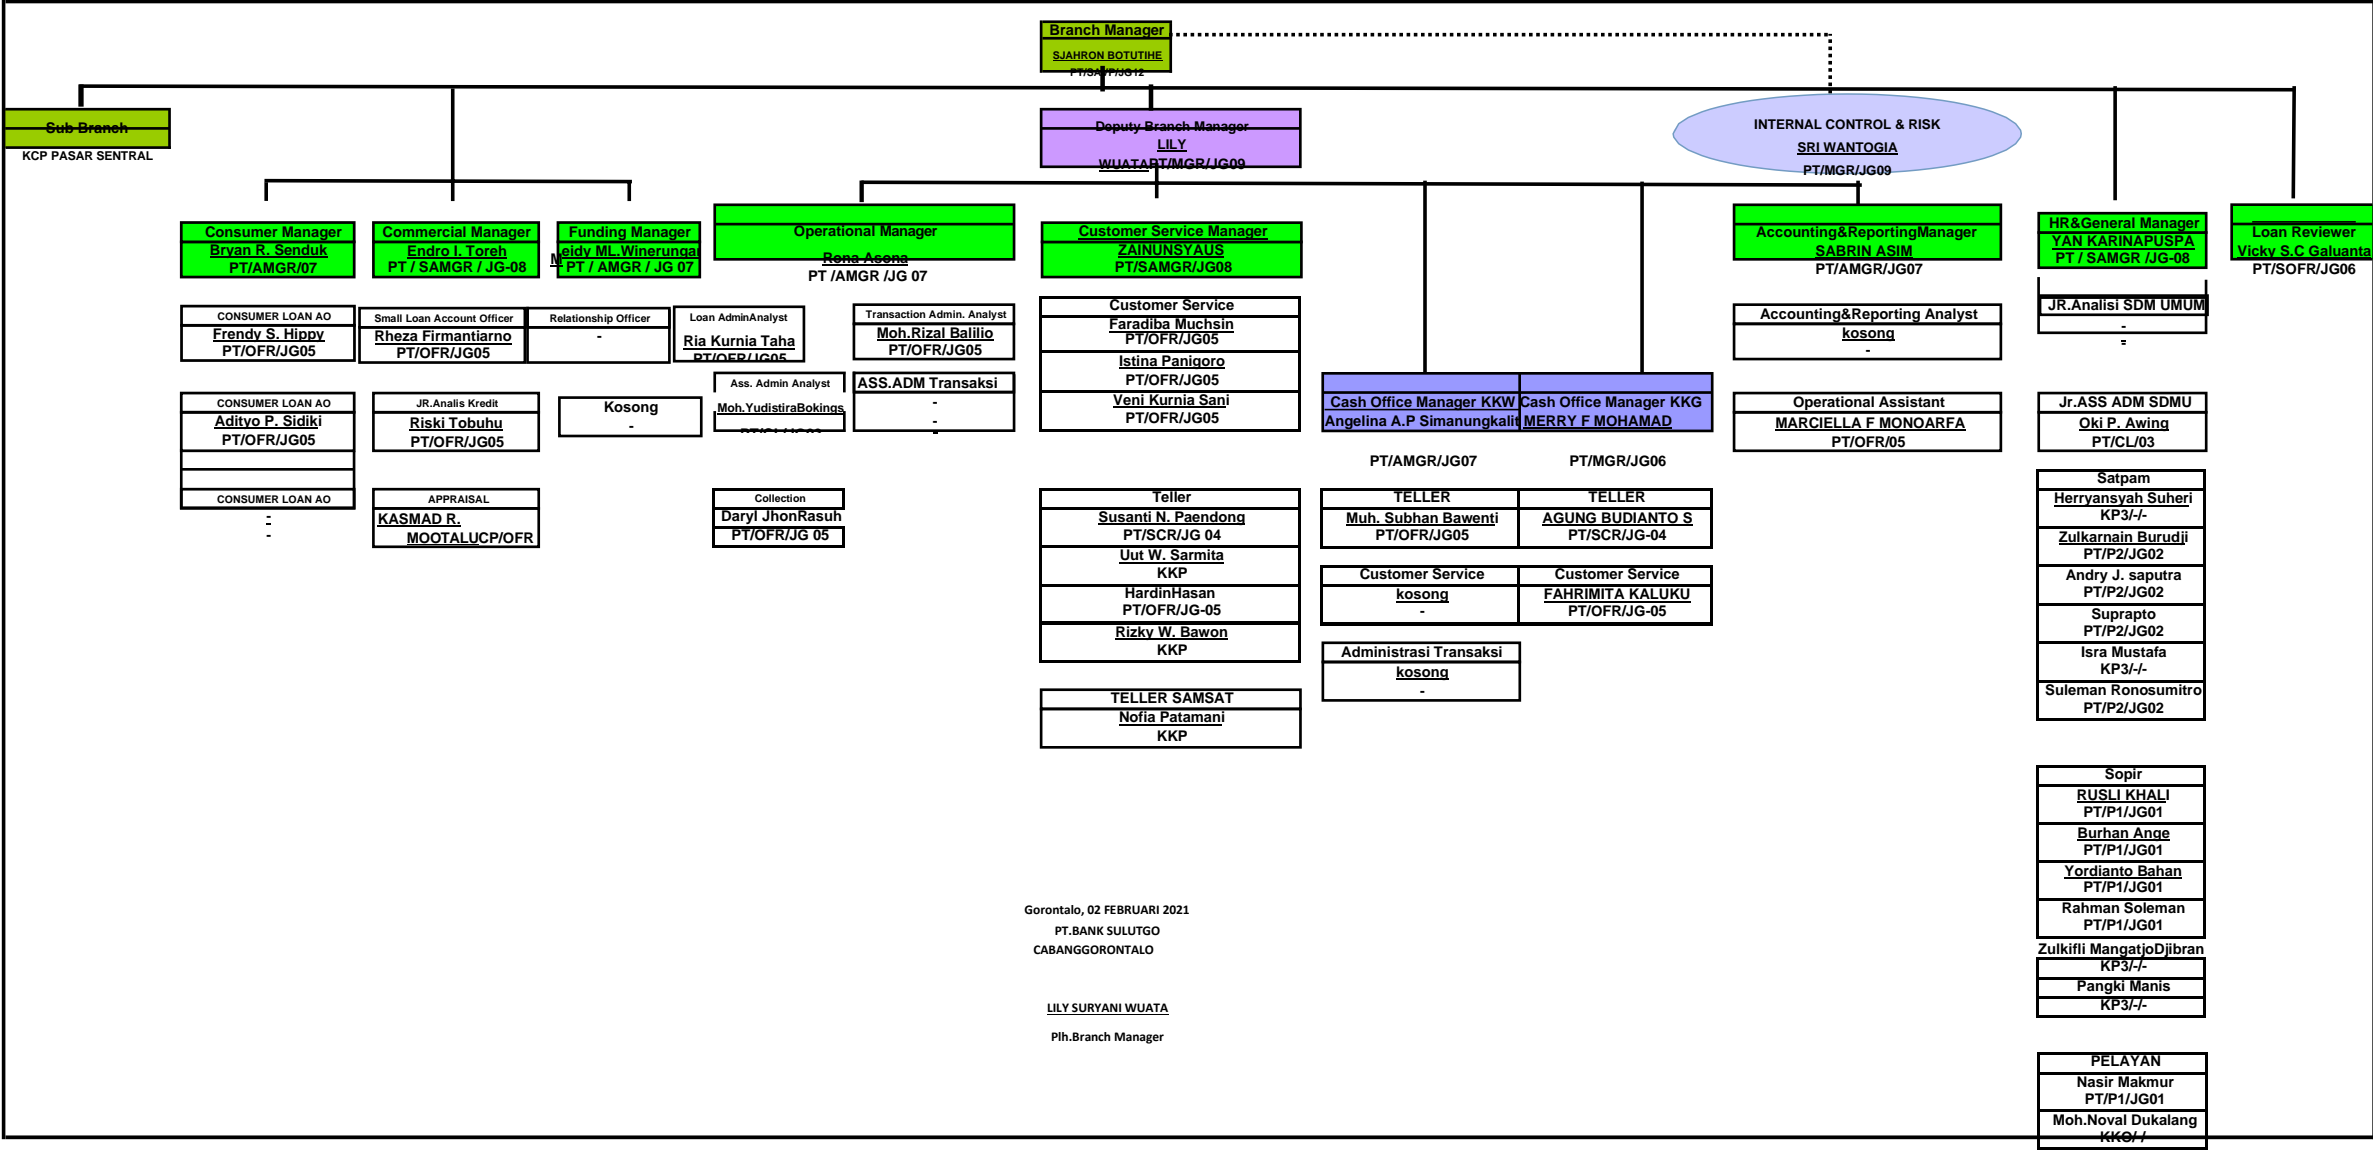 Branch Manager
SJAHRON BOTUTIHE
PT/SAVP/JG12
Sub Branch
KCP PASAR SENTRAL
Deputy Branch Manager
LILY
WUATAPT/MGR/JG09
INTERNAL CONTROL & RISK
SRI WANTOGIA
PT/MGR/JG09
Consumer Manager
Bryan R. Senduk
PT/AMGR/07
CONSUMER LOAN AO
Frendy S. Hippy
PT/OFR/JG05
CONSUMER LOAN AO
Adityo P. Sidiki
PT/OFR/JG05
CONSUMER LOAN AO
-
-
Commercial Manager
Endro I. Toreh
PT / SAMGR / JG-08
Small Loan Account Officer
Rheza Firmantiarno
PT/OFR/JG05
JR.Analis Kredit
Riski Tobuhu
PT/OFR/JG05
APPRAISAL
KASMAD R.
MOOTALUCP/OFR
Funding Manager
Meidy ML.Winerungan
PT / AMGR / JG 07
Relationship Officer
-
Kosong
-
Operational Manager
Rona Asona
PT /AMGR /JG 07
Loan AdminAnalyst
Ria Kurnia Taha
PT/OFR/JG05
Ass. Admin Analyst
Moh.YudistiraBokings
Collection
Daryl JhonRasuh
PT/OFR/JG 05
Transaction Admin. Analyst
Moh.Rizal Balilio
PT/OFR/JG05
ASS.ADM Transaksi
-
-
-
Customer Service Manager
ZAINUNSYAUS
PT/SAMGR/JG08
Customer Service
Faradiba Muchsin
PT/OFR/JG05
Istina Panigoro
PT/OFR/JG05
Veni Kurnia Sani
PT/OFR/JG05
Teller
Susanti N. Paendong
PT/SCR/JG 04
Uut W. Sarmita
KKP
HardinHasan
PT/OFR/JG-05
Rizky W. Bawon
KKP
TELLER SAMSAT
Nofia Patamani
KKP
Cash Office Manager KKW
Angelina A.P Simanungkalit
PT/AMGR/JG07
TELLER
Muh. Subhan Bawenti
PT/OFR/JG05
Customer Service
kosong
-
Administrasi Transaksi
kosong
-
Cash Office Manager KKG
MERRY F MOHAMAD
PT/MGR/JG06
TELLER
AGUNG BUDIANTO S
PT/SCR/JG-04
Customer Service
FAHRIMITA KALUKU
PT/OFR/JG-05
Accounting&ReportingManager
SABRIN ASIM
PT/AMGR/JG07
Accounting&Reporting Analyst
kosong
-
Operational Assistant
MARCIELLA F MONOARFA
PT/OFR/05
HR&General Manager
YAN KARINAPUSPA
PT / SAMGR /JG-08
JR.Analisi SDM UMUM
-
-
Jr.ASS ADM SDMU
Oki P. Awing
PT/CL/03
Satpam
Herryansyah Suheri
KP3/-/-
Zulkarnain Burudji
PT/P2/JG02
Andry J. saputra
PT/P2/JG02
Suprapto
PT/P2/JG02
Isra Mustafa
KP3/-/-
Suleman Ronosumitro
PT/P2/JG02
Sopir
RUSLI KHALI
PT/P1/JG01
Burhan Ange
PT/P1/JG01
Yordianto Bahan
PT/P1/JG01
Rahman Soleman
PT/P1/JG01
Zulkifli MangatjoDjibran
KP3/-/-
Pangki Manis
KP3/-/-
PELAYAN
Nasir Makmur
PT/P1/JG01
Moh.Noval Dukalang
Loan Reviewer
Vicky S.C Galuanta
PT/SOFR/JG06
Gorontalo, 02 FEBRUARI 2021
PT.BANK SULUTGO
CABANGGORONTALO
LILY SURYANI WUATA
Plh.Branch Manager